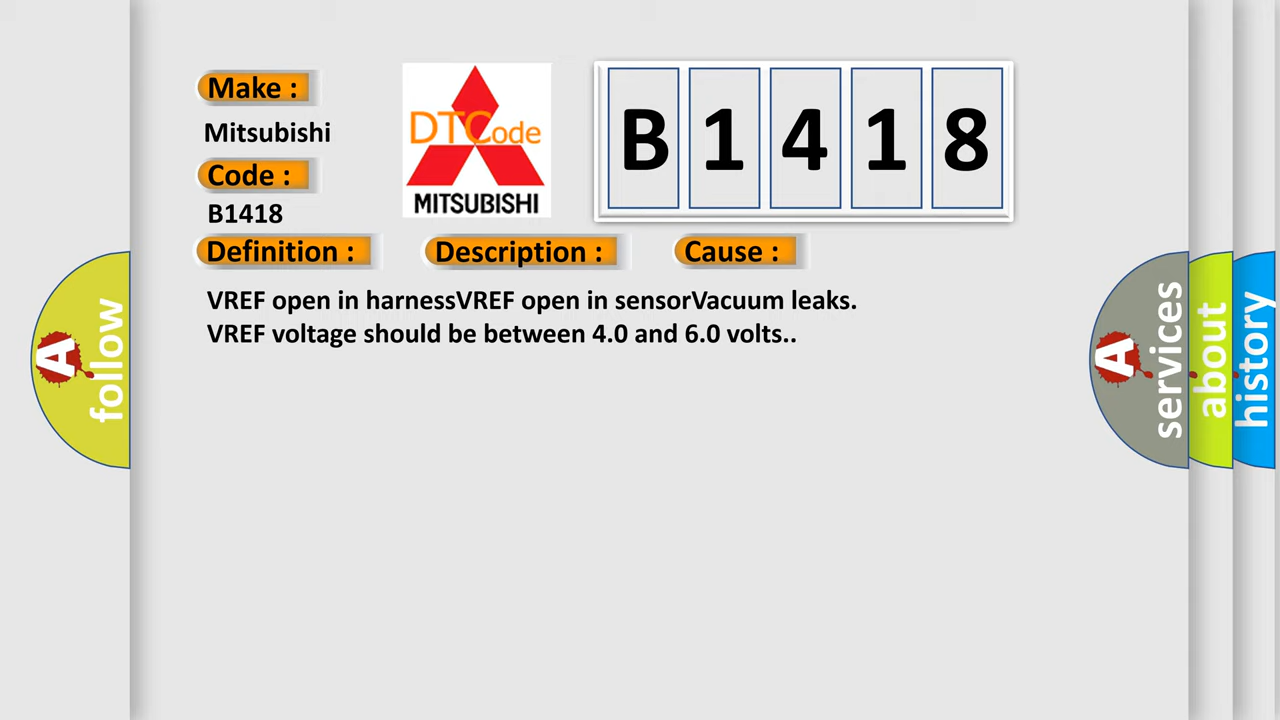 Make :
Mitsubishi
Code :
B1418
DTCode
MITSUBISHI
B 1 4 1 8
Definition :
Description :
Cause :
VREF open in harnessVREF open in sensorVacuum leaks.
VREF voltage should be between 4.0 and 6.0 volts..
A follow
A services
about
history